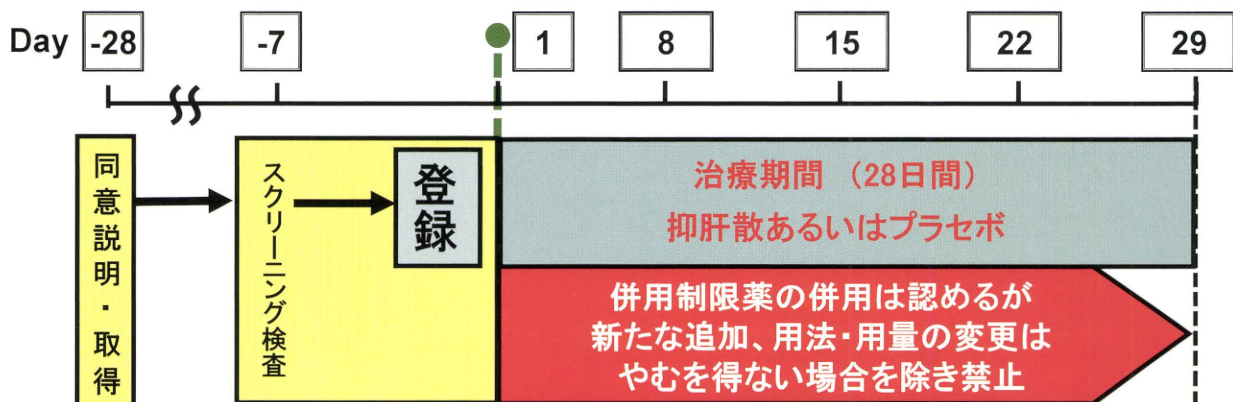 Day -28 -7 1 8 15 22 29
同意説明・取得
スクリーニング検査
登録
治療期間 （28日間）
抑肝散あるいはプラセボ
併用制限薬の併用は認めるが
新たな追加、用法・用量の変更は
やむを得ない場合を除き禁止